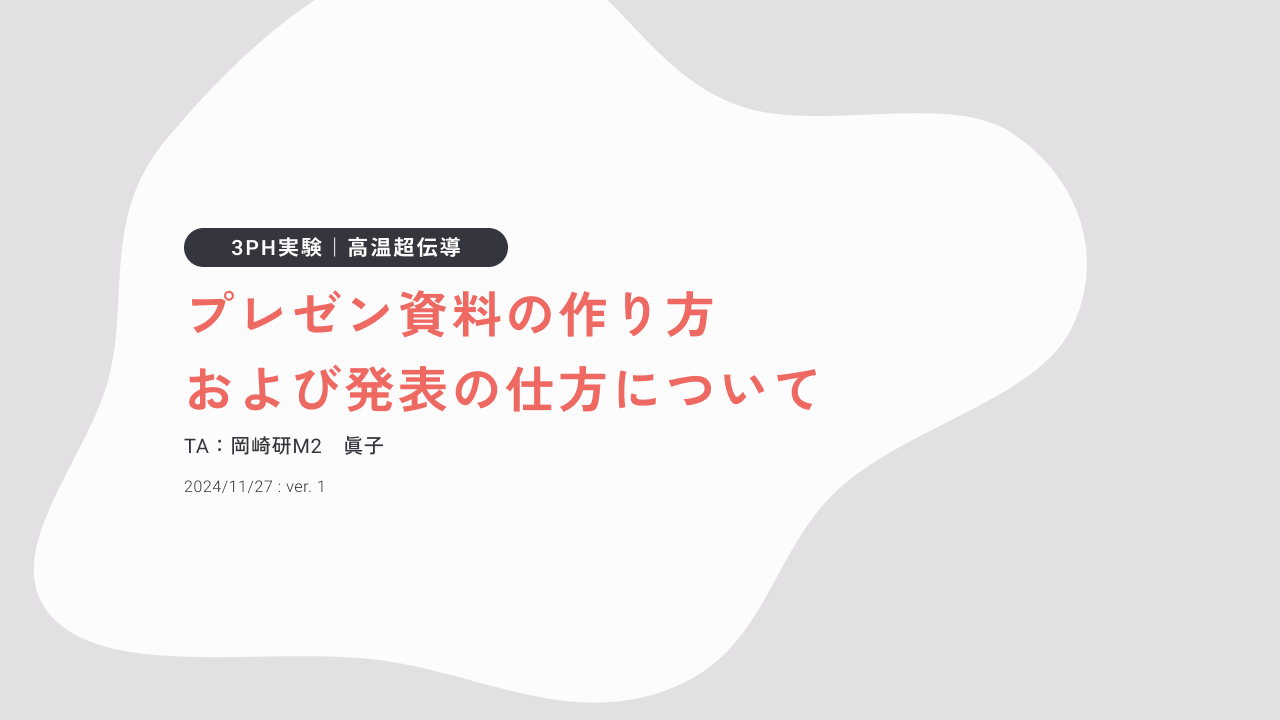 3PH実験｜高温超伝導
プレゼン資料の作り方
および発表の仕方について
TA：岡崎研M2　眞子
2024/11/27 : ver. 1